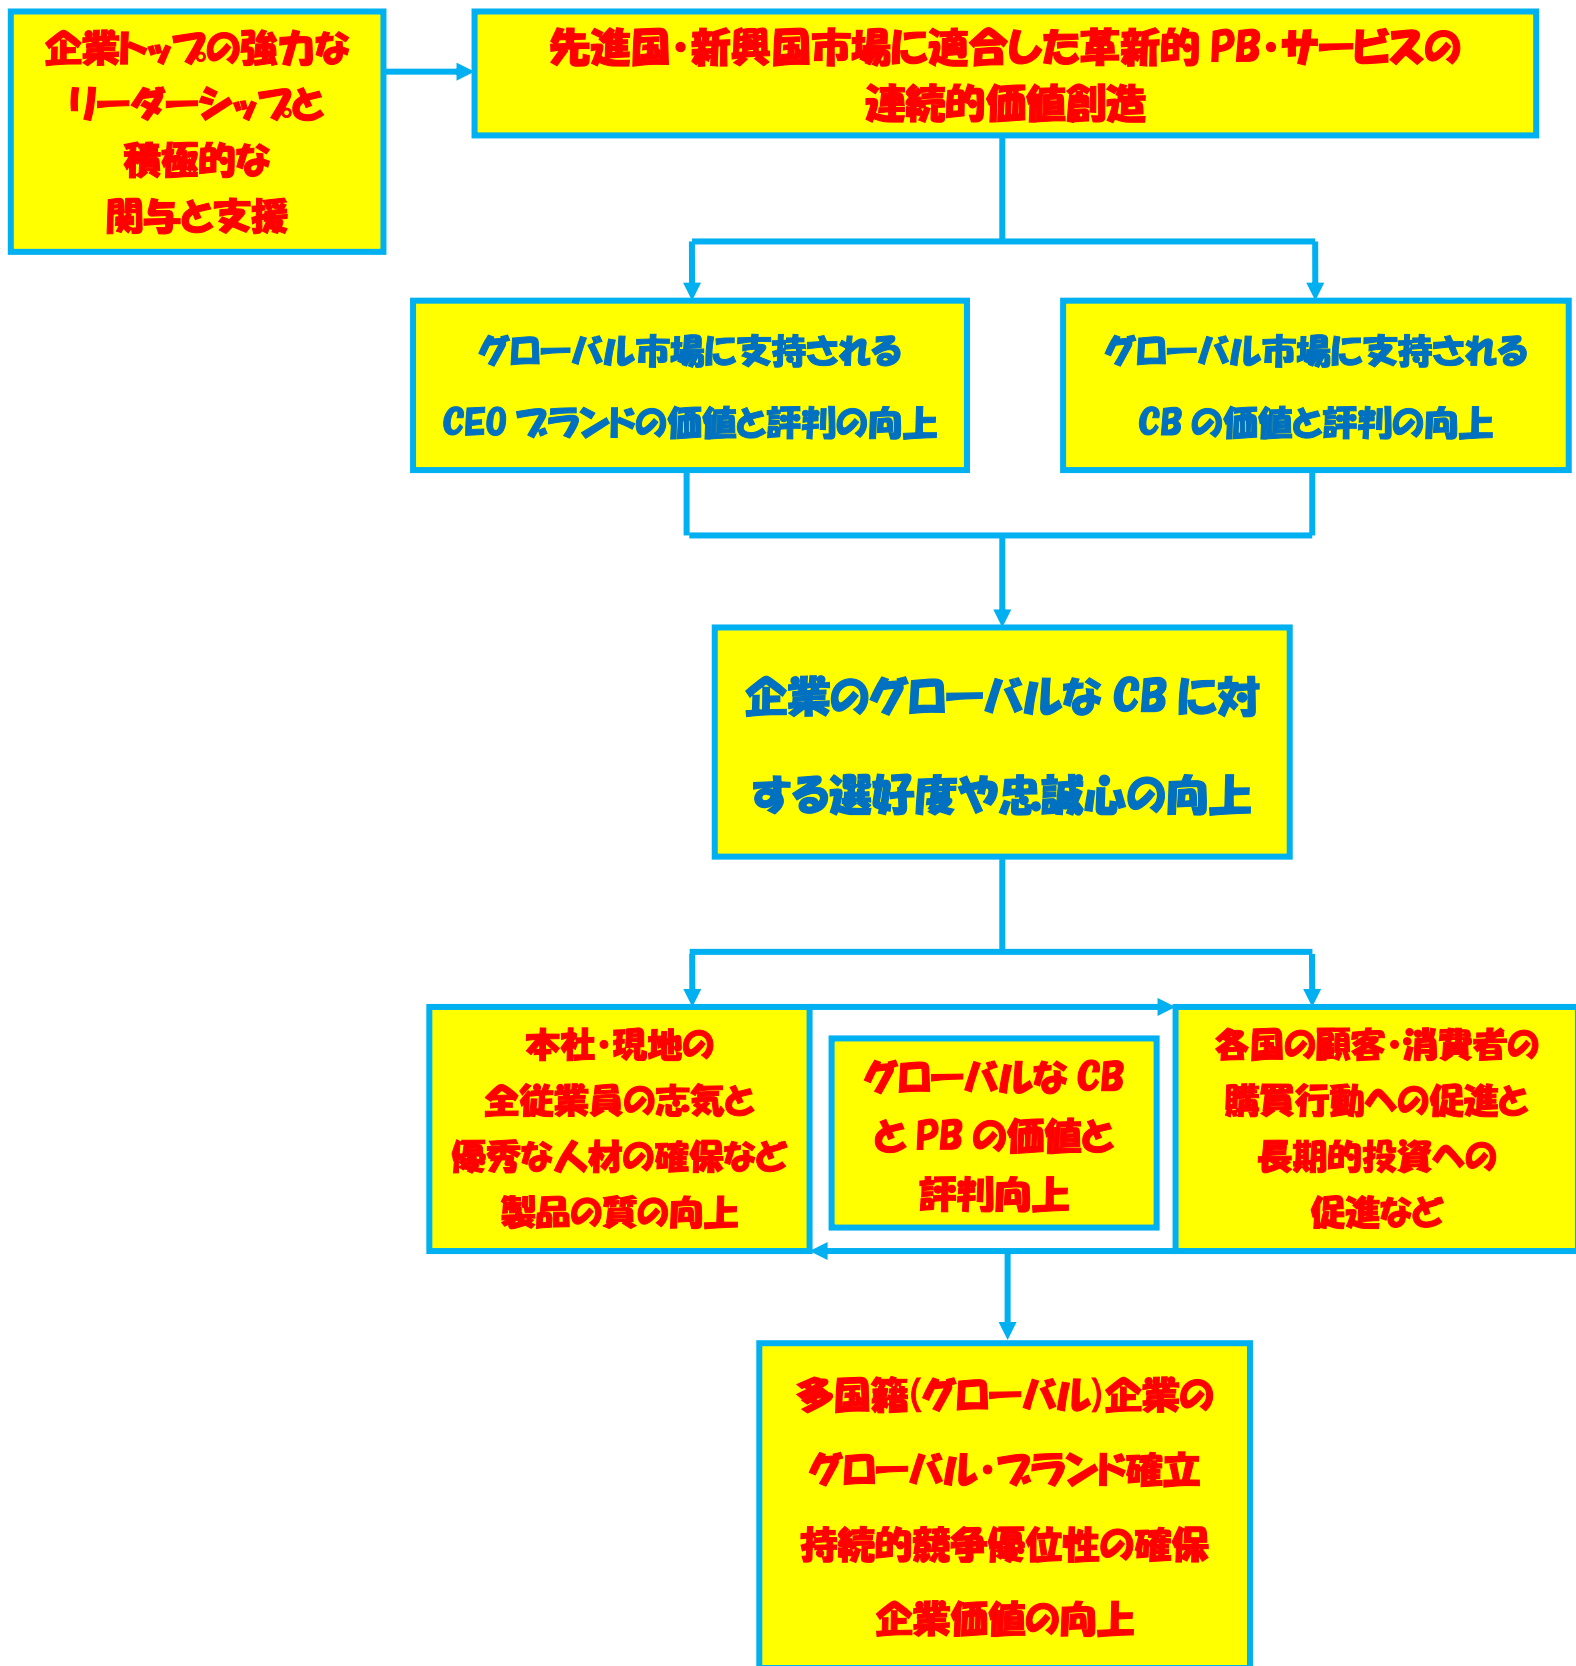 企業トップの強力な
リーダーシップと
積極的な
関与と支援
先進国・新興国市場に適合した革新的 PB・サービスの
連続的価値創造
グローバル市場に支持される
CEO ブランドの価値と評判の向上
グローバル市場に支持される
CB の価値と評判の向上
企業のグローバルな CB に対
する選好度や忠誠心の向上
本社・現地の
全従業員の志気と
優秀な人材の確保など
製品の質の向上
グローバルな CB
と PB の価値と
評判向上
各国の顧客・消費者の
購買行動への促進と
長期的投資への
促進など
多国籍(グローバル)企業の
グローバル・ブランド確立
持続的競争優位性の確保
企業価値の向上